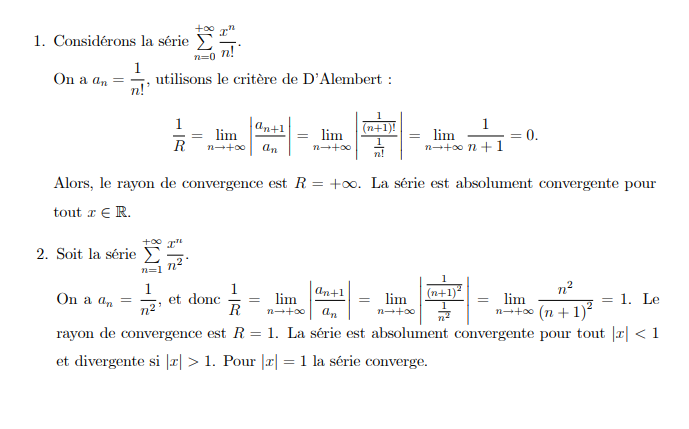 1. Considérons la série $\sum_{n=0}^{+\infty} \frac{x^n}{n!}$.
On a $a_n = \frac{1}{n!}$, utilisons le critère de D'Alembert :
$\frac{1}{R} = \lim_{n \to +\infty} \left| \frac{a_{n+1}}{a_n} \right| = \lim_{n \to +\infty} \left| \frac{\frac{1}{(n+1)!}}{\frac{1}{n!}} \right| = \lim_{n \to +\infty} \frac{1}{n+1} = 0.$
Alors, le rayon de convergence est $R = +\infty$. La série est absolument convergente pour
tout $x \in \mathbb{R}$.
2. Soit la série $\sum_{n=1}^{+\infty} \frac{x^n}{n^2}$.
On a $a_n = \frac{1}{n^2}$, et donc $\frac{1}{R} = \lim_{n \to +\infty} \left| \frac{a_{n+1}}{a_n} \right| = \lim_{n \to +\infty} \left| \frac{\frac{1}{(n+1)^2}}{\frac{1}{n^2}} \right| = \lim_{n \to +\infty} \frac{n^2}{(n+1)^2} = 1$. Le
rayon de convergence est $R = 1$. La série est absolument convergente pour tout $|x| < 1$
et divergente si $|x| > 1$. Pour $|x| = 1$ la série converge.